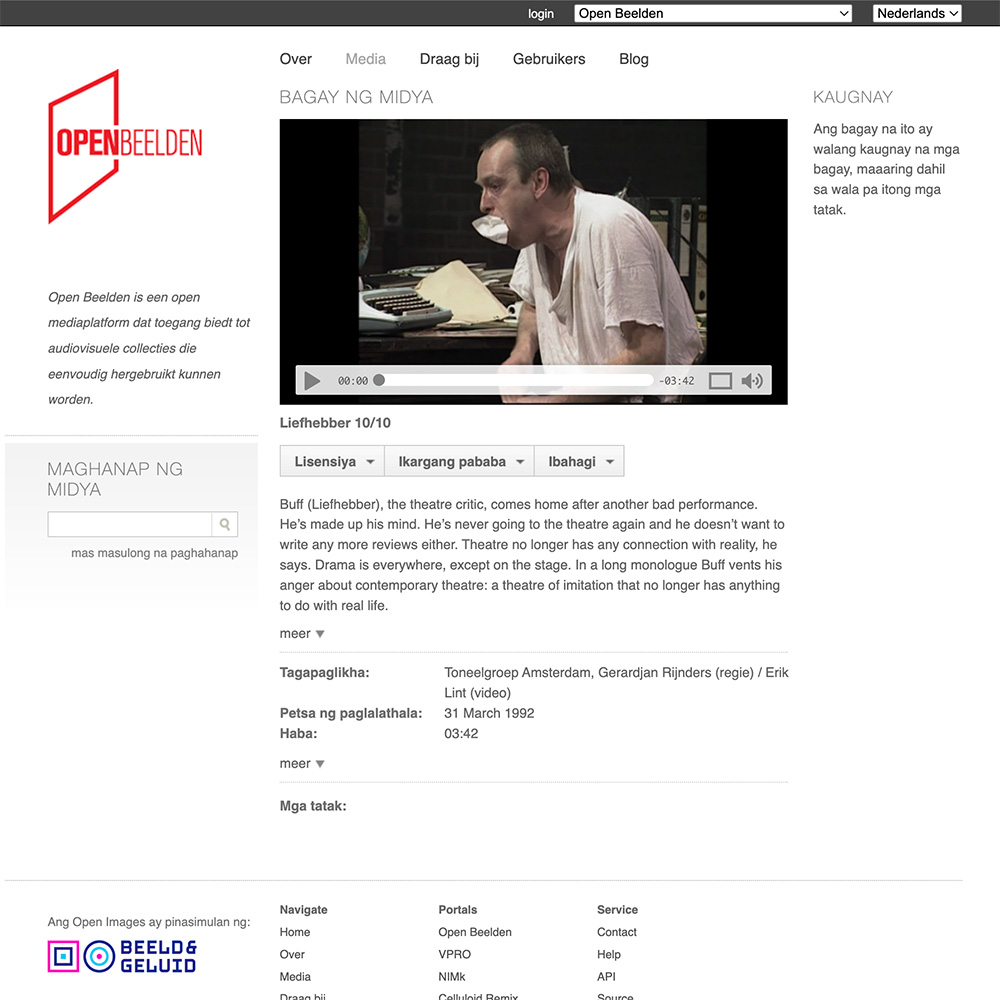 login
Open Beelden
Nederlands
Over
Media
Draag bij
Gebruikers
Blog
OPENBEELDEN
Open Beelden is een open
mediaplatform dat toegang biedt tot
audiovisuele collecties die
eenvoudig hergebruikt kunnen
worden.
MAGHANAP NG
MIDYA
mas masulong na paghahanap
BAGAY NG MIDYA
00:00
-03:42
Liefhebber 10/10
Lisensiya
Ikargang pababa
Ibahagi
Buff (Liefhebber), the theatre critic, comes home after another bad performance.
He’s made up his mind. He’s never going to the theatre again and he doesn’t want to
write any more reviews either. Theatre no longer has any connection with reality, he
says. Drama is everywhere, except on the stage. In a long monologue Buff vents his
anger about contemporary theatre: a theatre of imitation that no longer has anything
to do with real life.
meer
Tagapaglikha: Toneelgroep Amsterdam, Gerardjan Rijnders (regie) / Erik
Lint (video)
Petsa ng paglalathala: 31 March 1992
Haba: 03:42
meer
Mga tatak:
KAUGNAY
Ang bagay na ito ay
walang kaugnay na mga
bagay, maaaring dahil
sa wala pa itong mga
tatak.
Ang Open Images ay pinasimulan ng:
BEELD&
GELUID
Navigate
Home
Over
Media
Draag bij
Portals
Open Beelden
VPRO
NIMk
Celluloid Remix
Service
Contact
Help
API
Source